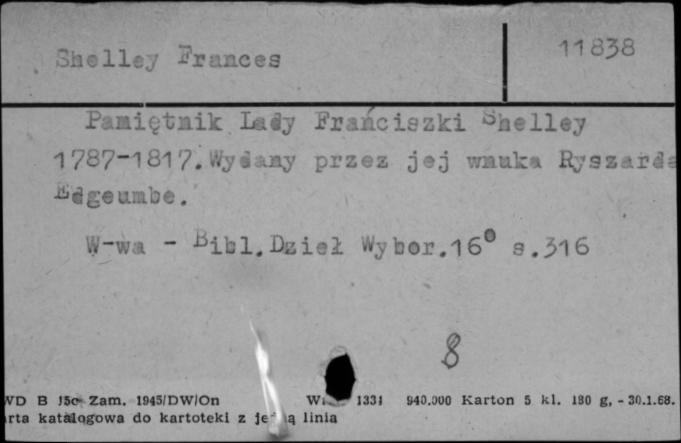 Shelley Frances 11838
Pamiętnik Lady Franciszki Shelley
1787-1817. Wydany przez jej wnuka Ryszarda
Edgeumbe.
W-wa - Bibl. Dzieł Wybor. 16° s. 316
8
WD B 15c Zam. 1945/DW/On 1331 940.000 Karton 5 kl. 180 g, - 30.1.68.
katalogowa do kartoteki z linia